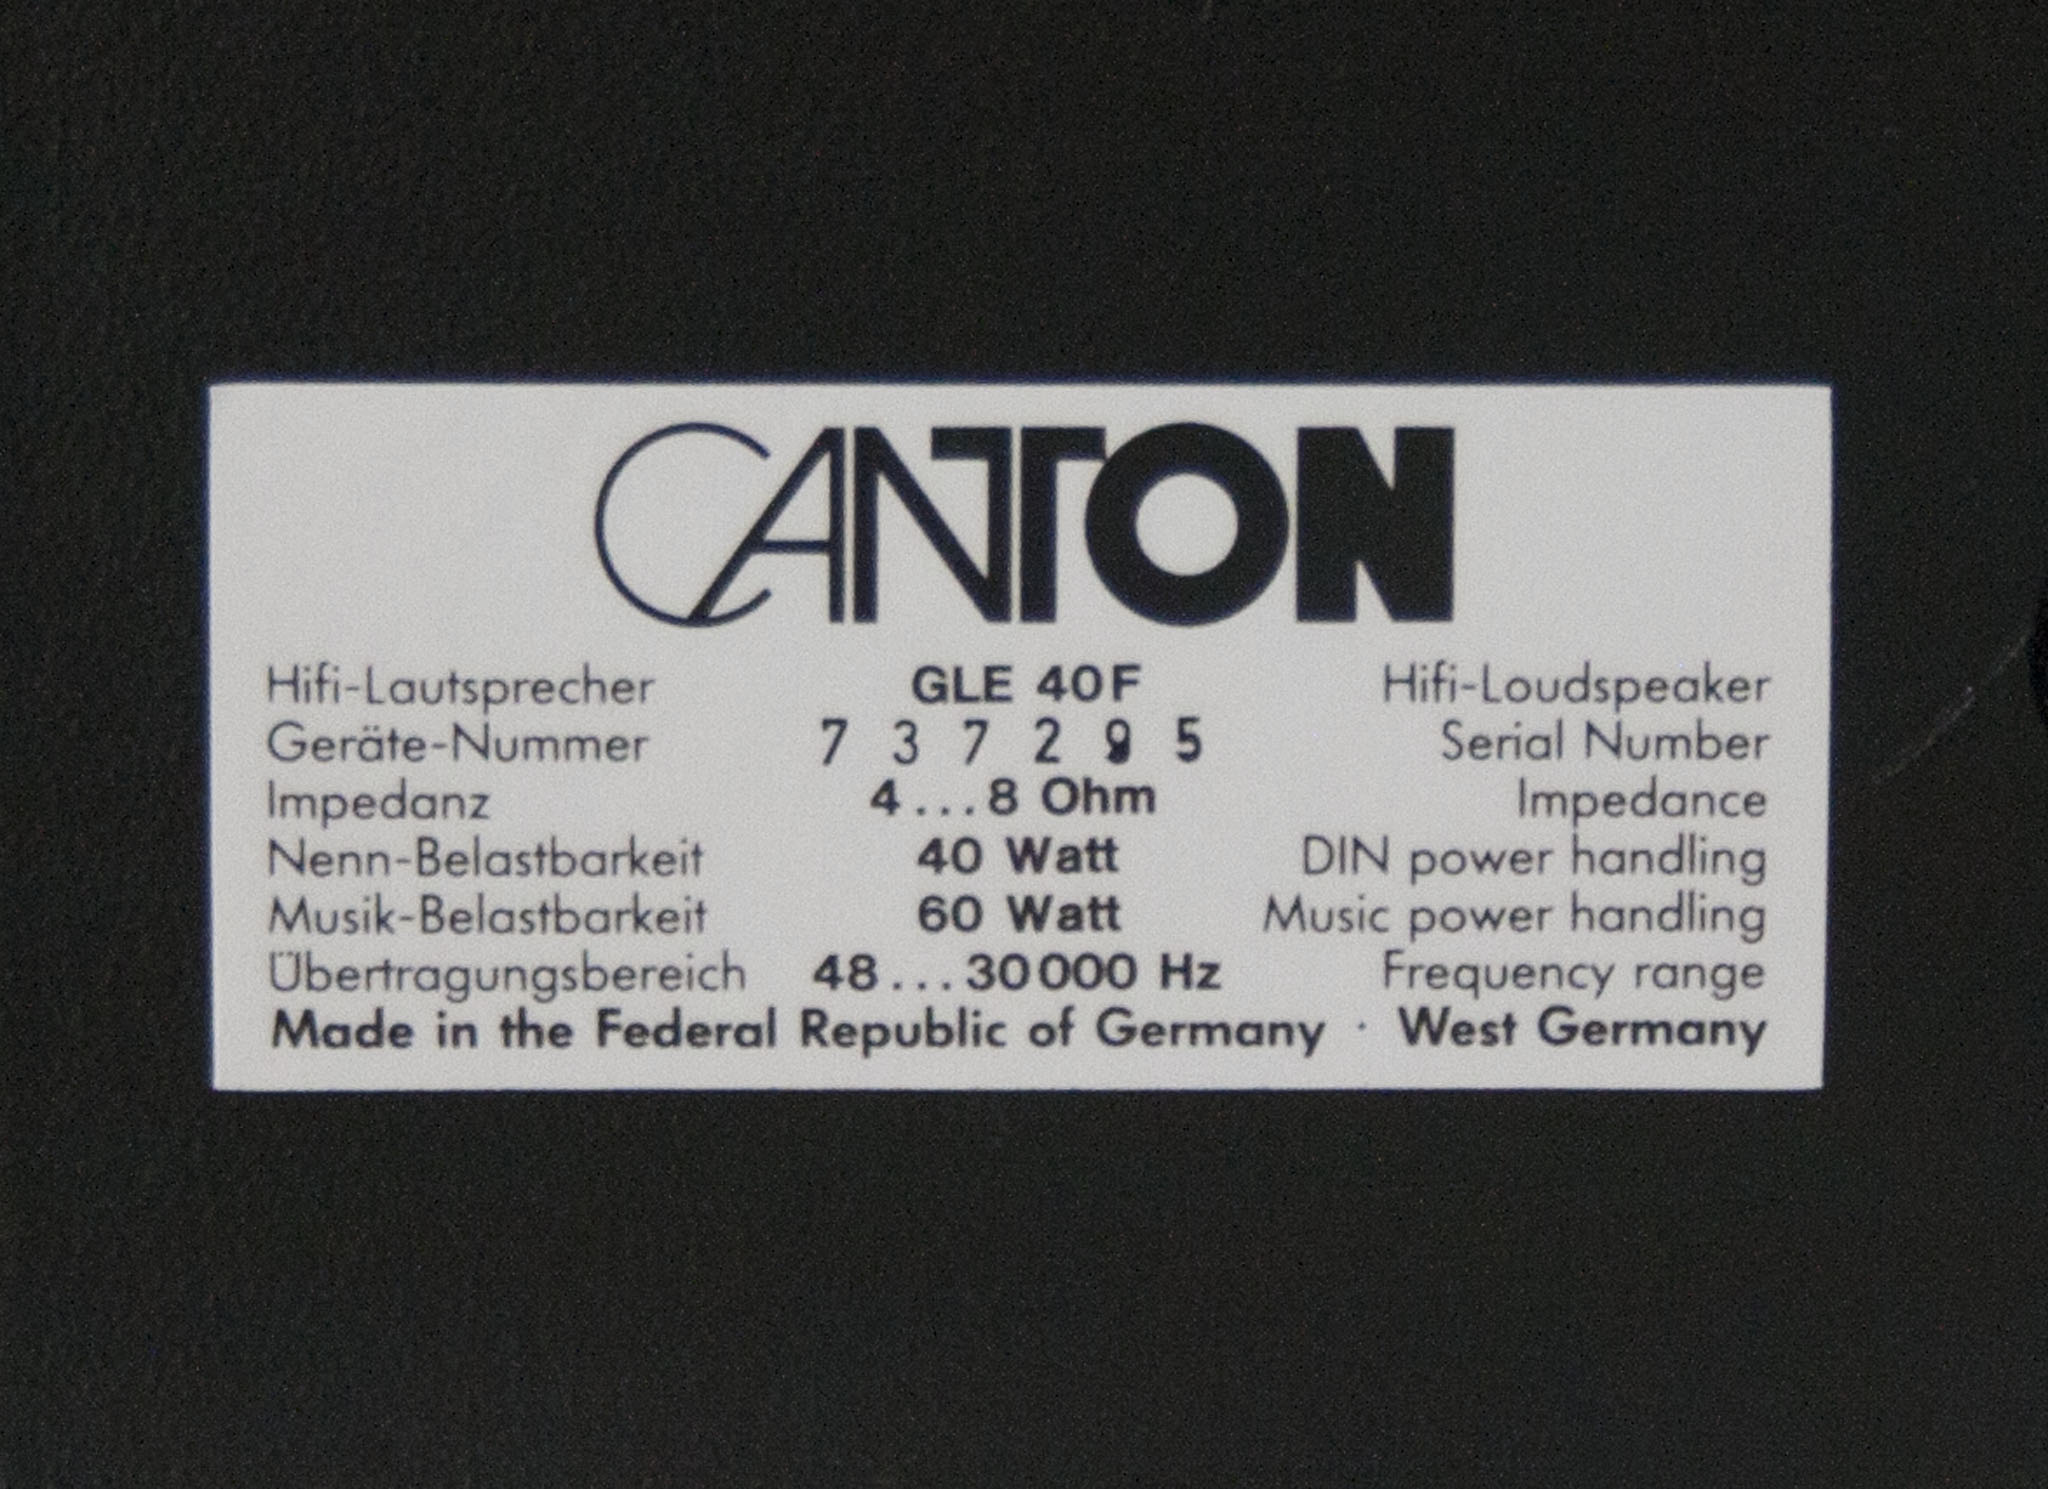 CANTON
Hifi-Lautsprecher GLE 40F Hifi-Loudspeaker
Geräte-Nummer 7 3 7 2 9 5 Serial Number
Impedanz 4...8 Ohm Impedance
Nenn-Belastbarkeit 40 Watt DIN power handling
Musik-Belastbarkeit 60 Watt Music power handling
Übertragungsbereich 48...30000 Hz Frequency range
Made in the Federal Republic of Germany · West Germany